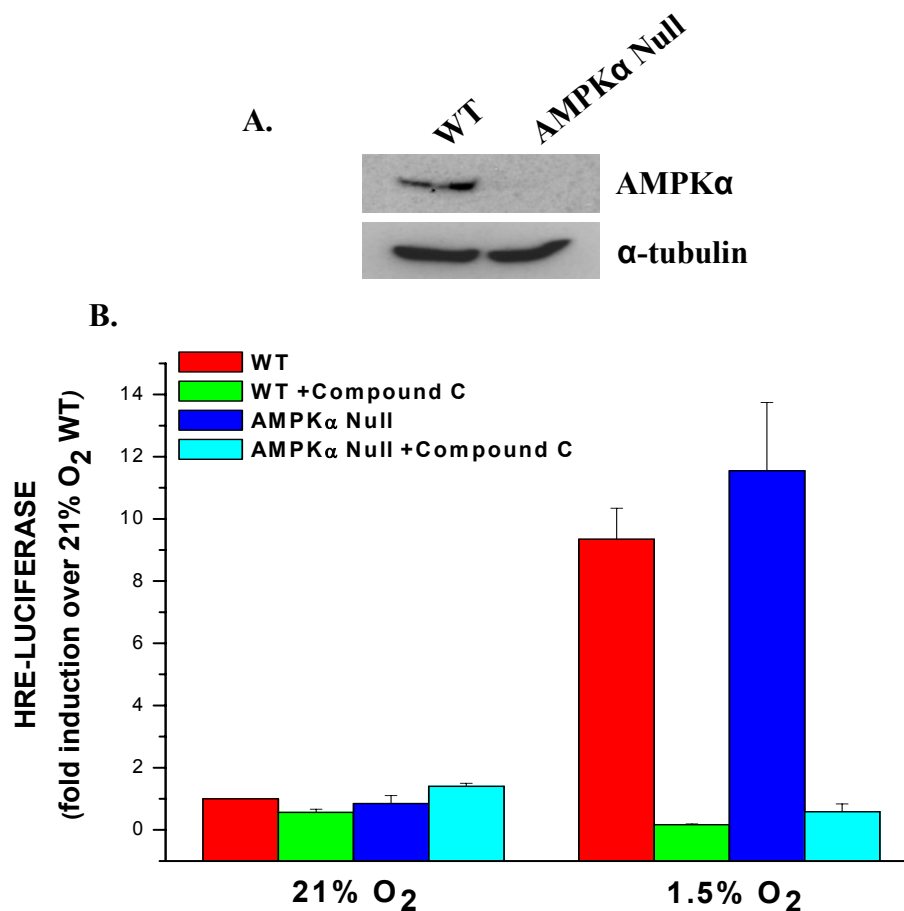 A.
WT
AMPKα Null
AMPKα
α-tubulin
B.
WT
WT +Compound C
AMPKα Null
AMPKα Null +Compound C
HRE-LUCIFERASE
(fold induction over 21% O2 WT)
14
12
10
8
6
4
2
0
21% O2
1.5% O2